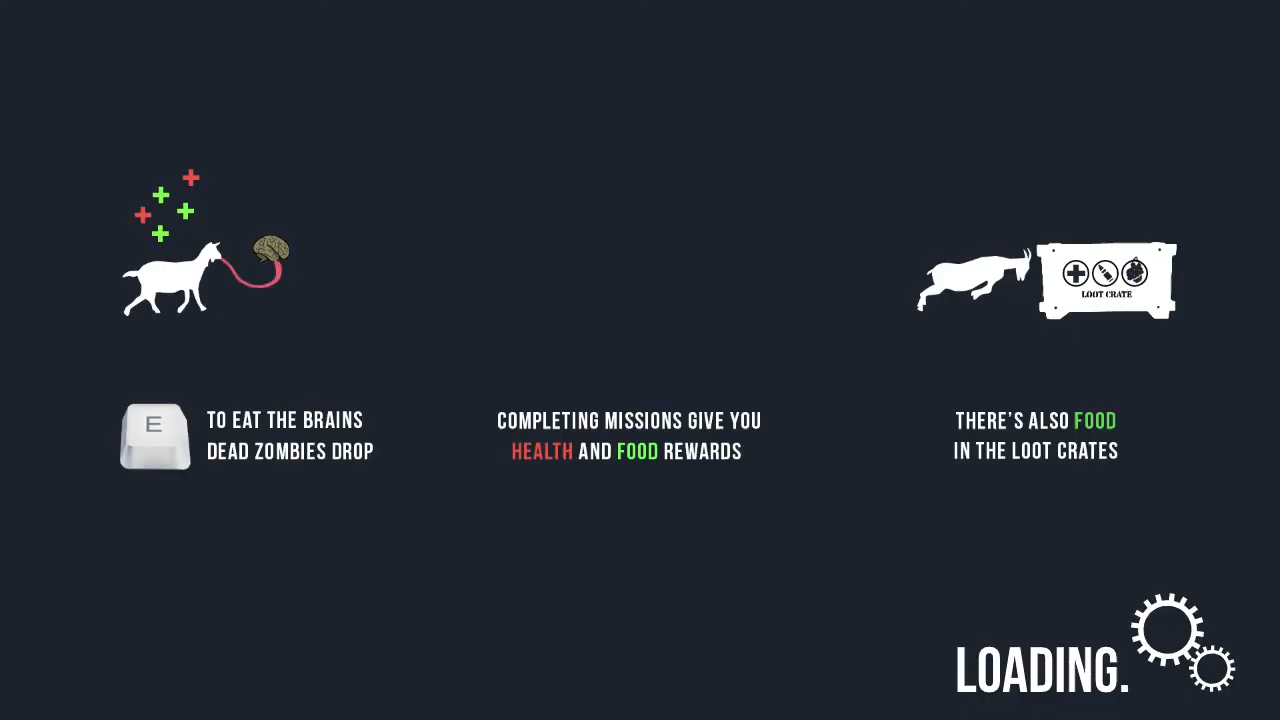 LOOT CRATE
E
TO EAT THE BRAINS
DEAD ZOMBIES DROP
COMPLETING MISSIONS GIVE YOU
HEALTH AND FOOD REWARDS
THERE'S ALSO FOOD
IN THE LOOT CRATES
LOADING.